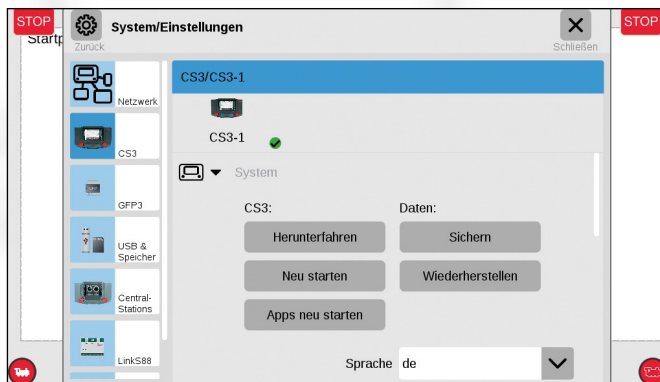 STOP
System/Einstellungen
STOP
Startp
Zurück
Schließen
CS3/CS3-1
Netzwerk
CS3-1
CS3
System
GFP3
CS3:
Daten:
Herunterfahren
Sichern
USB &
Speicher
Neu starten
Wiederherstellen
Central-
Stations
Apps neu starten
LinkS88
Sprache de